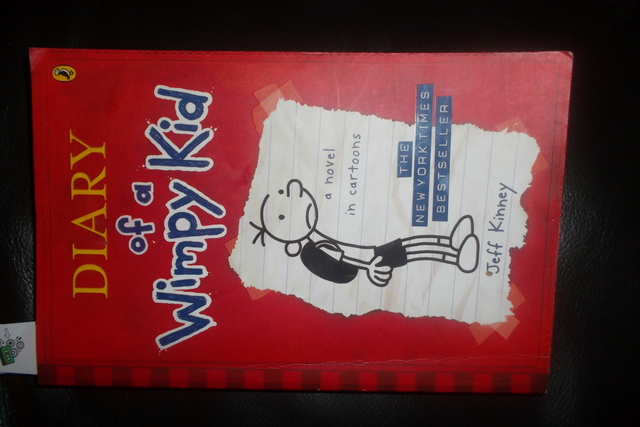 DIARY
of a
Wimpy Kid
a novel
in cartoons
THE
NEW YORK TIMES
BESTSELLER
Jeff Kinney